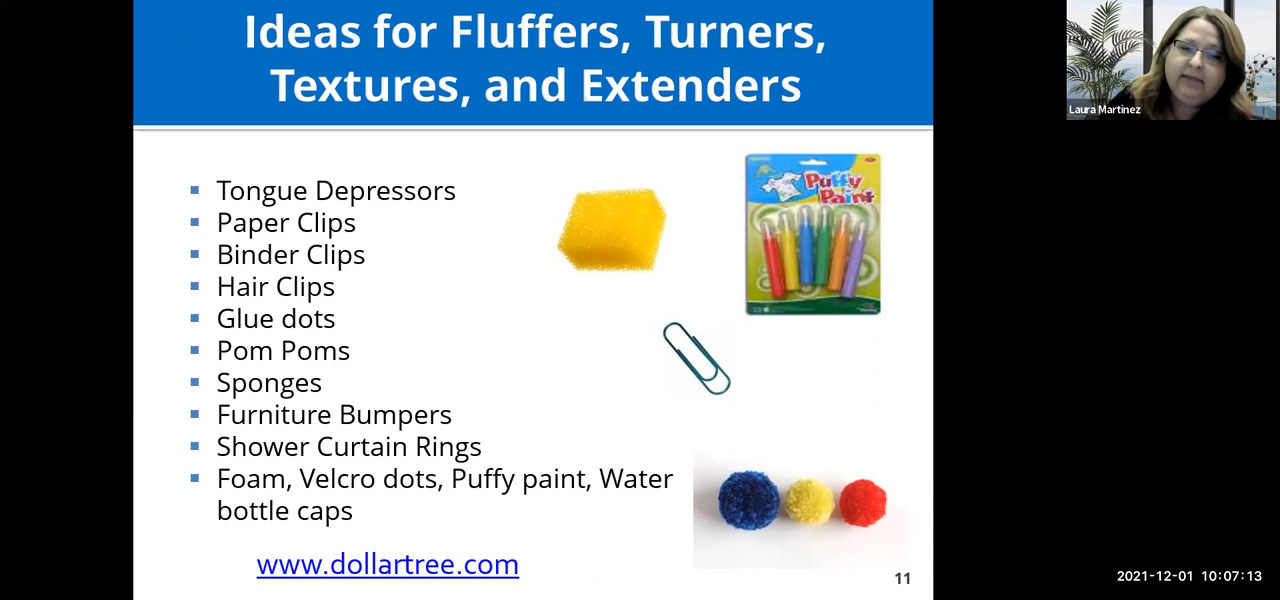 Ideas for Fluffers, Turners,
Textures, and Extenders
Laura Martinez
Tongue Depressors
Paper Clips
Binder Clips
Hair Clips
Glue dots
Pom Poms
Sponges
Furniture Bumpers
Shower Curtain Rings
Foam, Velcro dots, Puffy paint, Water
bottle caps
Puffy
Paint
www.dollartree.com
11
2021-12-01 10:07:13